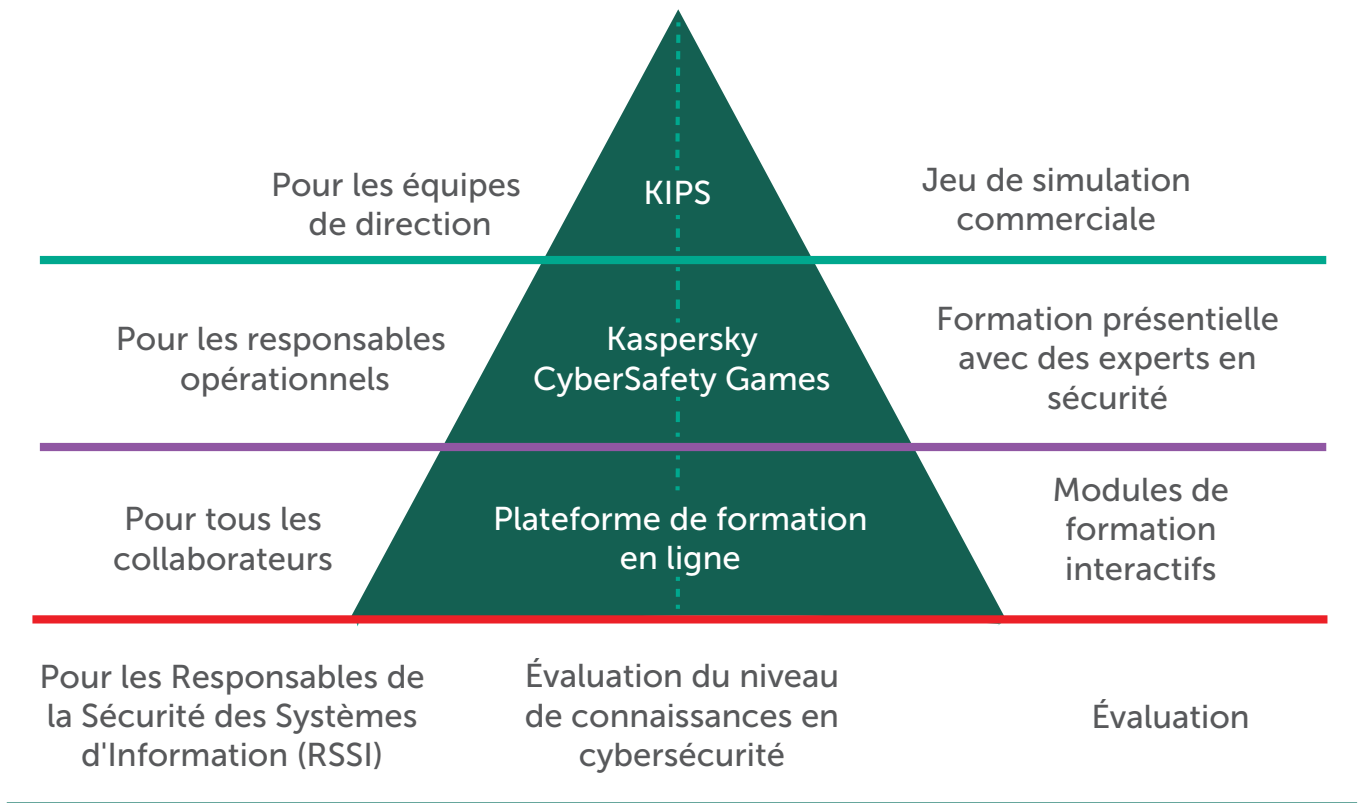 Pour les équipes
de direction
KIPS
Jeu de simulation
commerciale
Pour les responsables
opérationnels
Kaspersky
CyberSafety Games
Formation présentielle
avec des experts en
sécurité
Pour tous les
collaborateurs
Plateforme de formation
en ligne
Modules de
formation
interactifs
Pour les Responsables de
la Sécurité des Systèmes
d'Information (RSSI)
Évaluation du niveau
de connaissances en
cybersécurité
Évaluation